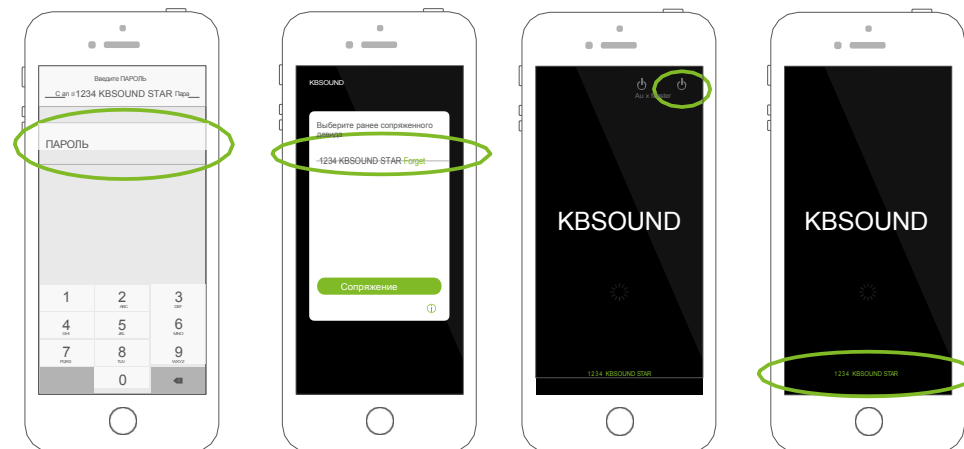 Введите ПАРОЛЬ
1234 KBSOUND STAR
ПАРОЛЬ
1
2
ABC
3
DEF
4
GHI
5
JKL
6
MNO
7
PQRS
8
TUV
9
WXYZ
0
KBSOUND
Выберите ранее сопряженного
девида
1234 KBSOUND STAR Forget
Сопряжение
KBSOUND
1234 KBSOUND STAR
KBSOUND
1234 KBSOUND STAR